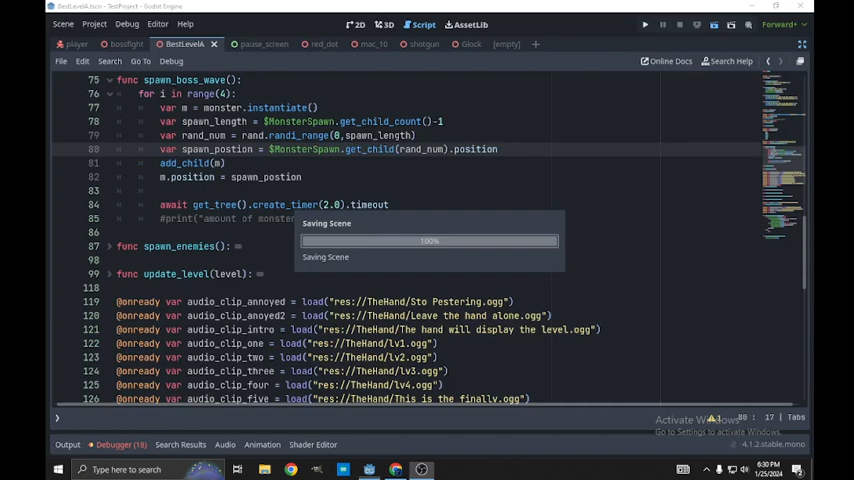 BestLevelA.tscn - TestProject - Godot Engine
Scene Project Debug Editor Help
2D 3D Script AssetLib
Forward+
player bossfight BestLevelA pause_screen red_dot mac_10 shotgun Glock [empty]
File Edit Search Go To Debug Online Docs Search Help
75 func spawn_boss_wave():
76 for i in range(4):
77 var m = monster.instantiate()
78 var spawn_length = $MonsterSpawn.get_child_count()-1
79 var rand_num = rand.randi_range(0,spawn_length)
80 var spawn_postion = $MonsterSpawn.get_child(rand_num).position
81 add_child(m)
82 m.position = spawn_postion
83
84 await get_tree().create_timer(2.0).timeout
85 #print("amount of monster
Saving Scene
100%
Saving Scene
87 func spawn_enemies():
98
99 func update_level(level):
118
119 @onready var audio_clip_annoyed = load("res://TheHand/Sto Pestering.ogg")
120 @onready var audio_clip_anoyed2 = load("res://TheHand/Leave the hand alone.ogg")
121 @onready var audio_clip_intro = load("res://TheHand/The hand will display the level.ogg")
122 @onready var audio_clip_one = load("res://TheHand/lv1.ogg")
123 @onready var audio_clip_two = load("res://TheHand/lv2.ogg")
124 @onready var audio_clip_three = load("res://TheHand/lv3.ogg")
125 @onready var audio_clip_four = load("res://TheHand/lv4.ogg")
126 @onready var audio_clip_five = load("res://TheHand/This is the finally.ogg")
Activate Windows
1 80 : 17 | Tabs
Go to Settings to activate Windows.
Output Debugger (18) Search Results Audio Animation Shader Editor 4.1.2.stable.mono
Type here to search
6:30 PM
1/25/2024